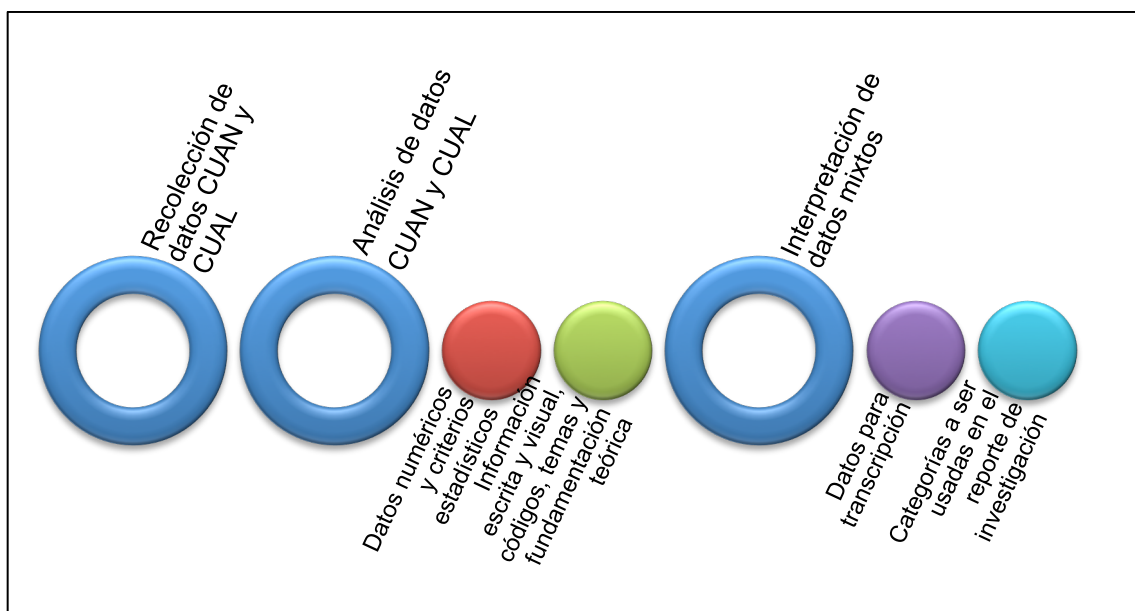 Recolección de
datos CUAN y
CUAL
Análisis de datos
CUAN y CUAL
Datos numéricos
y criterios
estadísticos
Información
escrita y visual,
códigos, temas y
fundamentación
teórica
Interpretación de
datos mixtos
Datos para
transcripción
Categorías a ser
usadas en el
reporte de
investigación